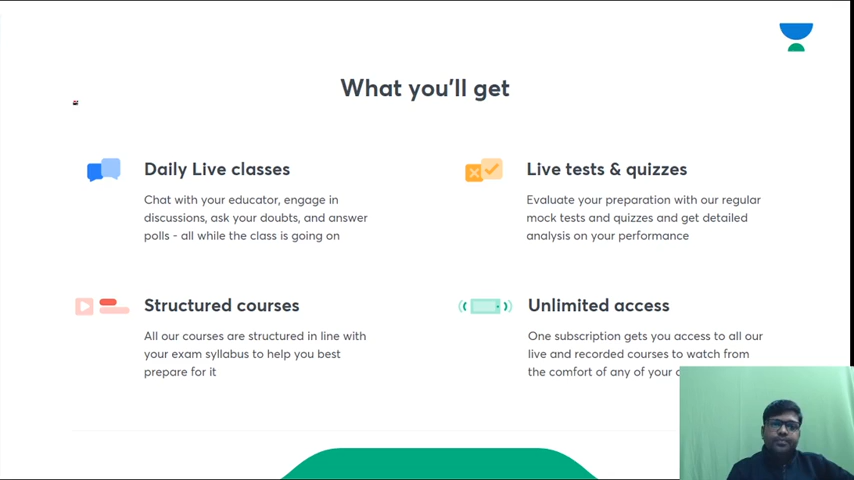 What you'll get
Daily Live classes
Chat with your educator, engage in
discussions, ask your doubts, and answer
polls - all while the class is going on
Live tests & quizzes
Evaluate your preparation with our regular
mock tests and quizzes and get detailed
analysis on your performance
Structured courses
All our courses are structured in line with
your exam syllabus to help you best
prepare for it
Unlimited access
One subscription gets you access to all our
live and recorded courses to watch from
the comfort of any of your